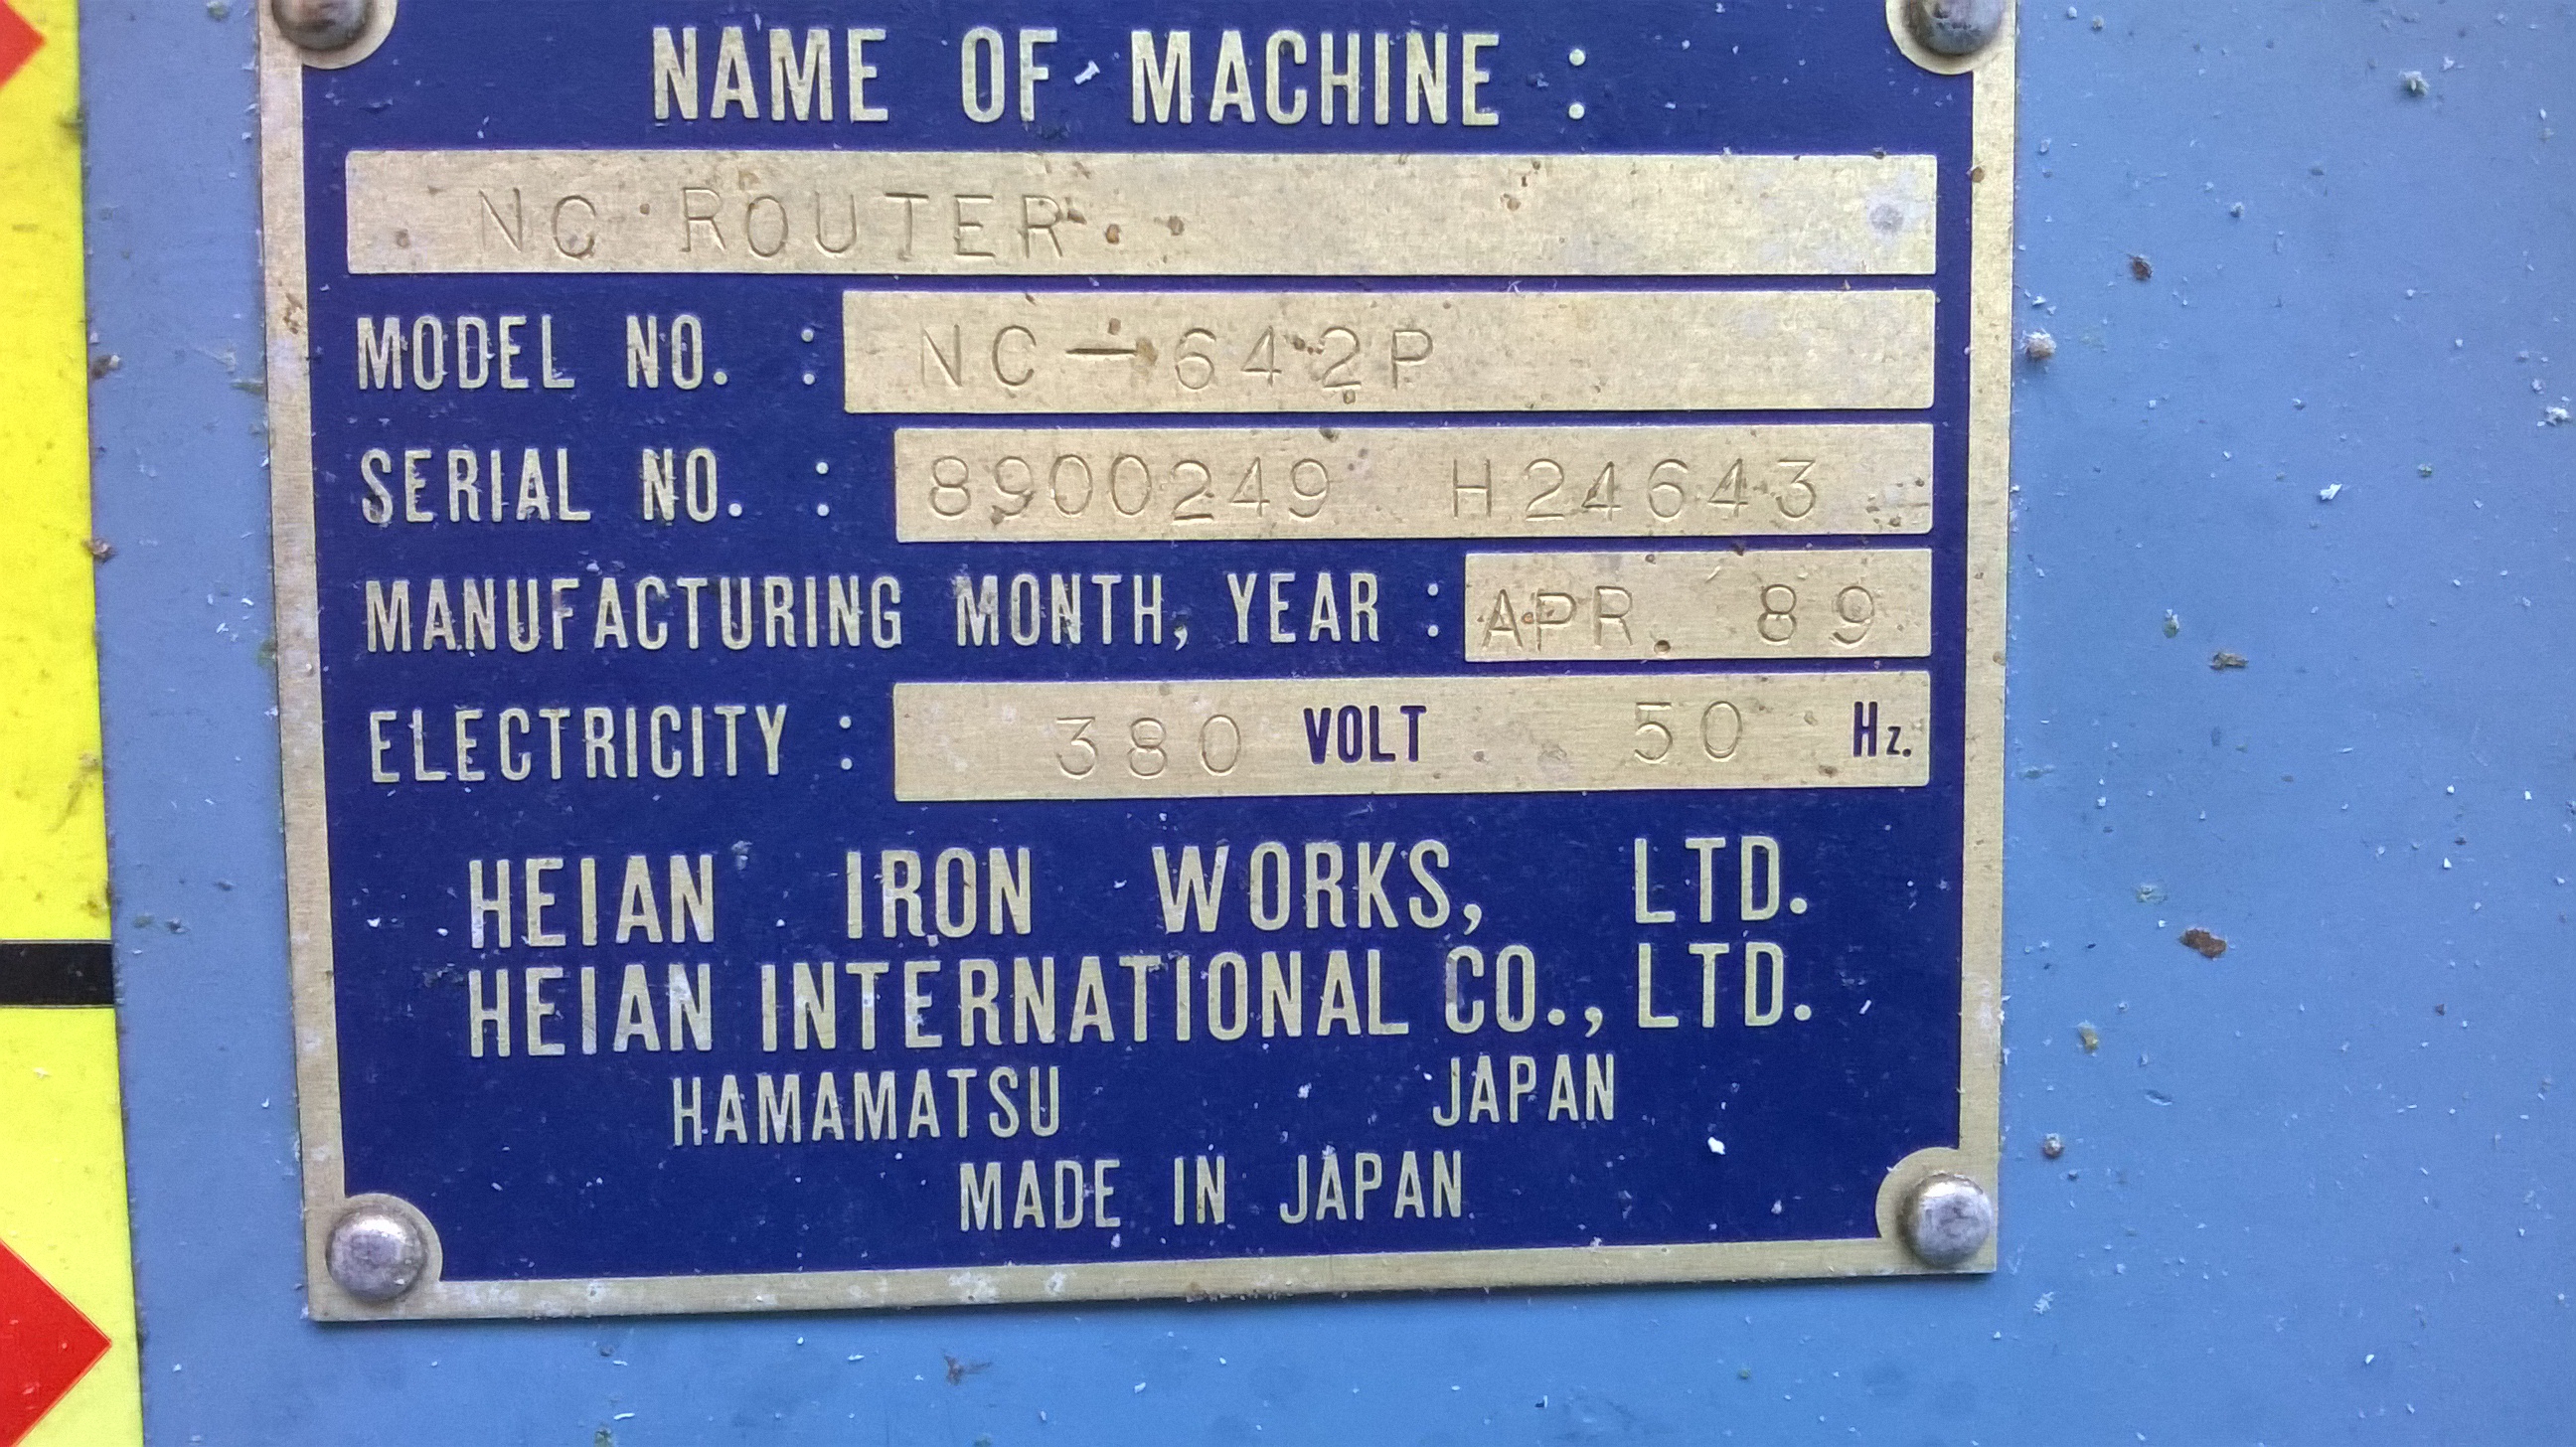 NAME OF MACHINE :
NC ROUTER
MODEL NO. : NC-642P
SERIAL NO. : 8900249 H24643
MANUFACTURING MONTH, YEAR : APR. 89
ELECTRICITY : 380 VOLT 50 Hz.
HEIAN IRON WORKS, LTD.
HEIAN INTERNATIONAL CO., LTD.
HAMAMATSU JAPAN
MADE IN JAPAN